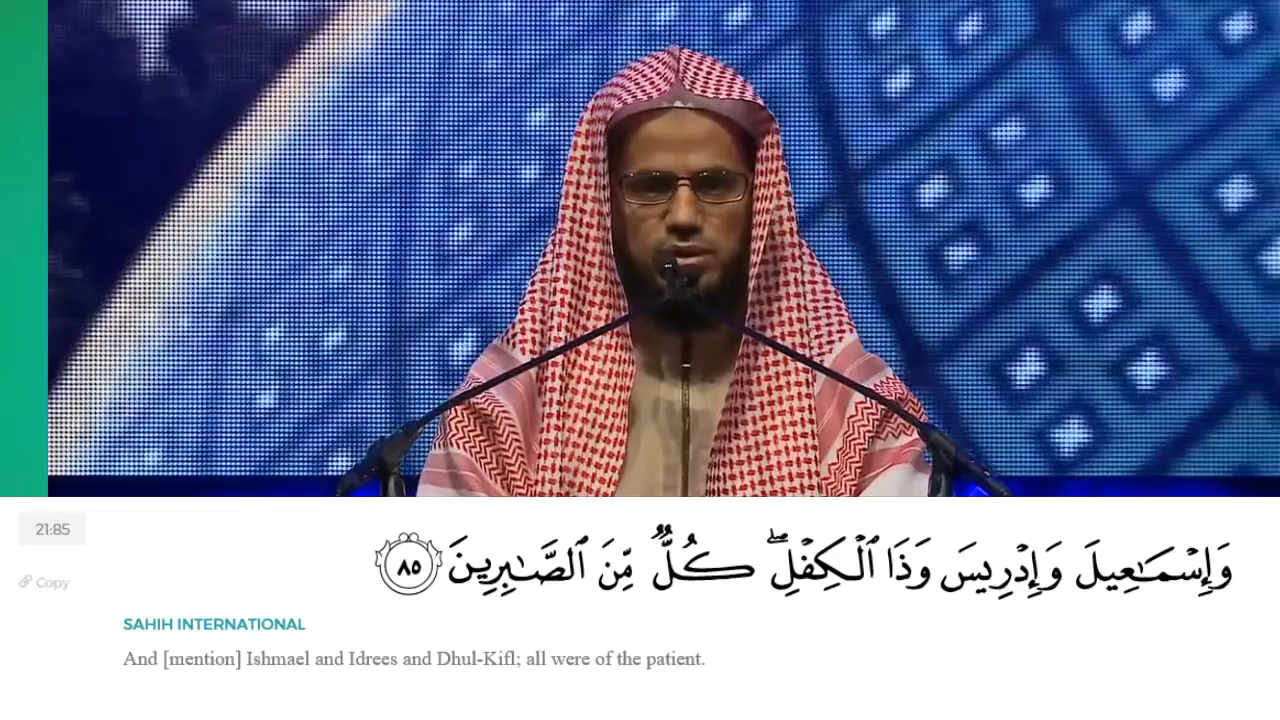 21:85
وَإِسْمَـٰعِيلَ وَإِدْرِيسَ وَذَا ٱلْكِفْلِ ۖ كُلٌّۭ مِّنَ ٱلصَّـٰبِرِينَ ٨٥
Copy
SAHIH INTERNATIONAL
And [mention] Ishmael and Idrees and Dhul-Kifl; all were of the patient.